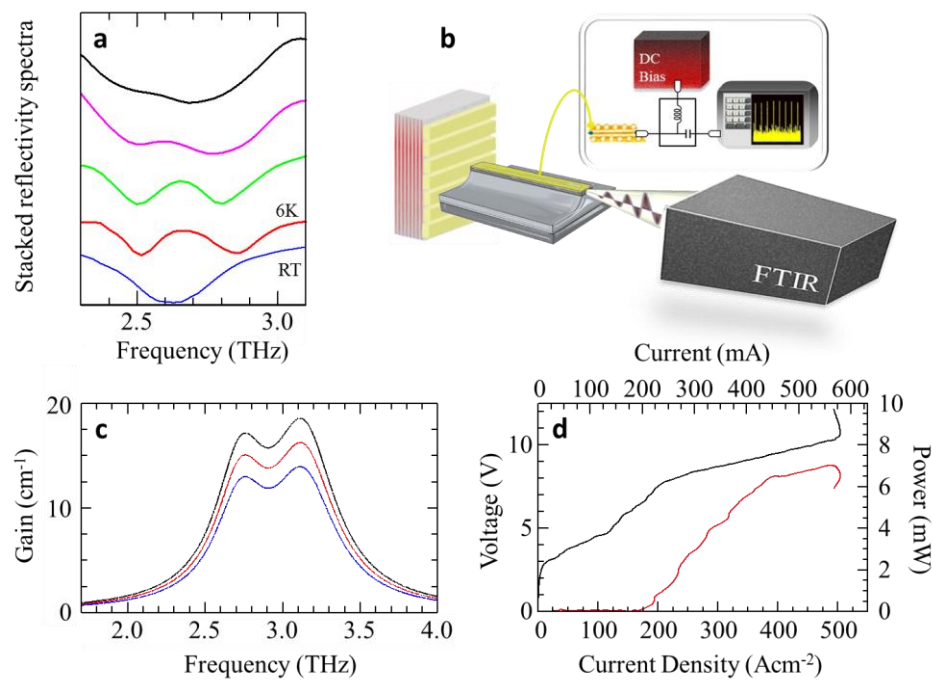 a
Stacked reflectivity spectra
6K
RT
2.5 3.0
Frequency (THz)
b
DC
Bias
FTIR
c
20
10
0
Gain (cm⁻¹)
2.0 2.5 3.0 3.5 4.0
Frequency (THz)
Current (mA)
0 100 200 300 400 500 600
d
10
5
0
Voltage (V)
10
8
6
4
2
0
Power (mW)
0 100 200 300 400 500
Current Density (Acm⁻²)